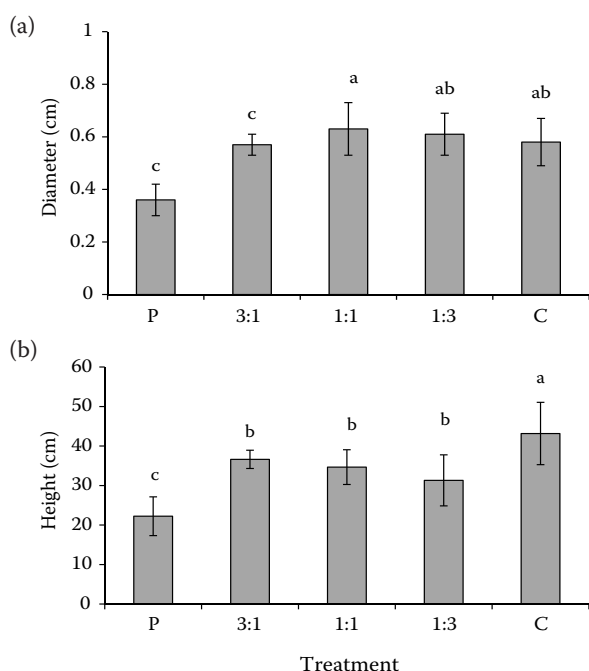 (a)
1
0.8
0.6
0.4
0.2
0
Diameter (cm)
c
c
a
ab
ab
P 3:1 1:1 1:3 C
(b)
60
50
40
30
20
10
0
Height (cm)
c
b
b
b
a
P 3:1 1:1 1:3 C
Treatment